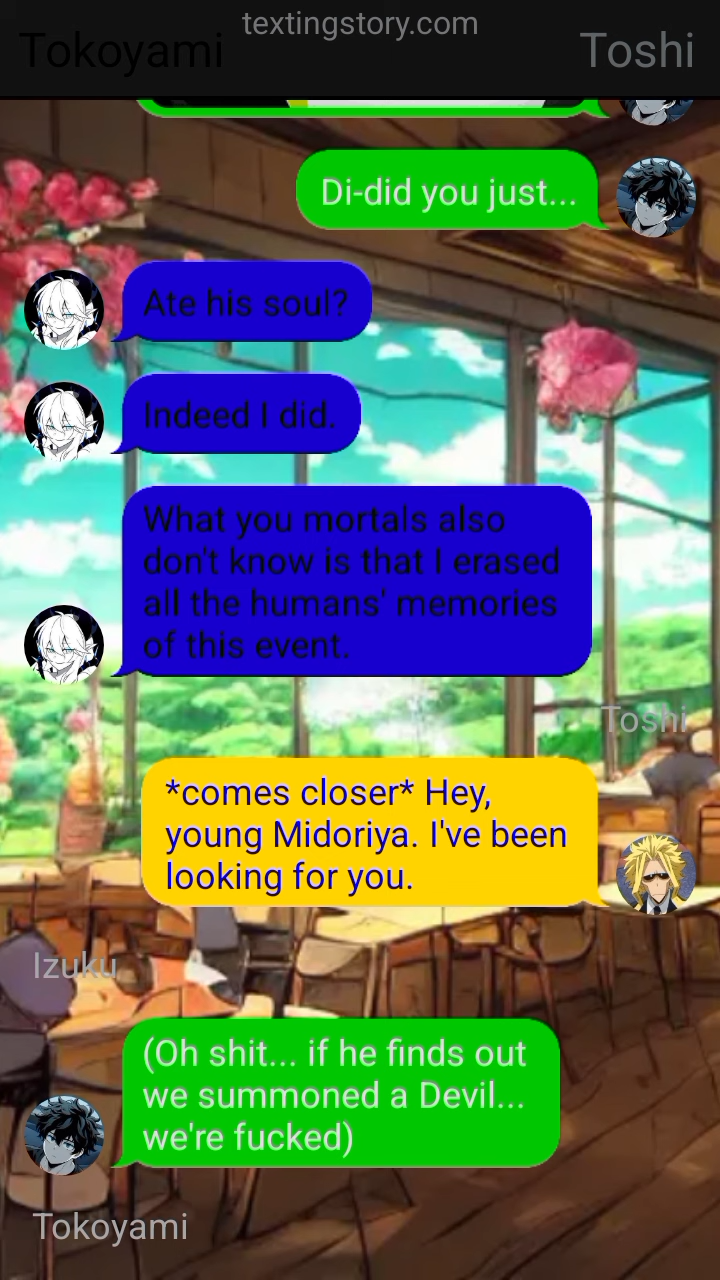 textingstory.com
Tokoyami
Toshi
Di-did you just...
Ate his soul?
Indeed I did.
What you mortals also
don't know is that I erased
all the humans' memories
of this event.
Toshi
*comes closer* Hey,
young Midoriya. I've been
looking for you.
Izuku
(Oh shit... if he finds out
we summoned a Devil...
we're fucked)
Tokoyami